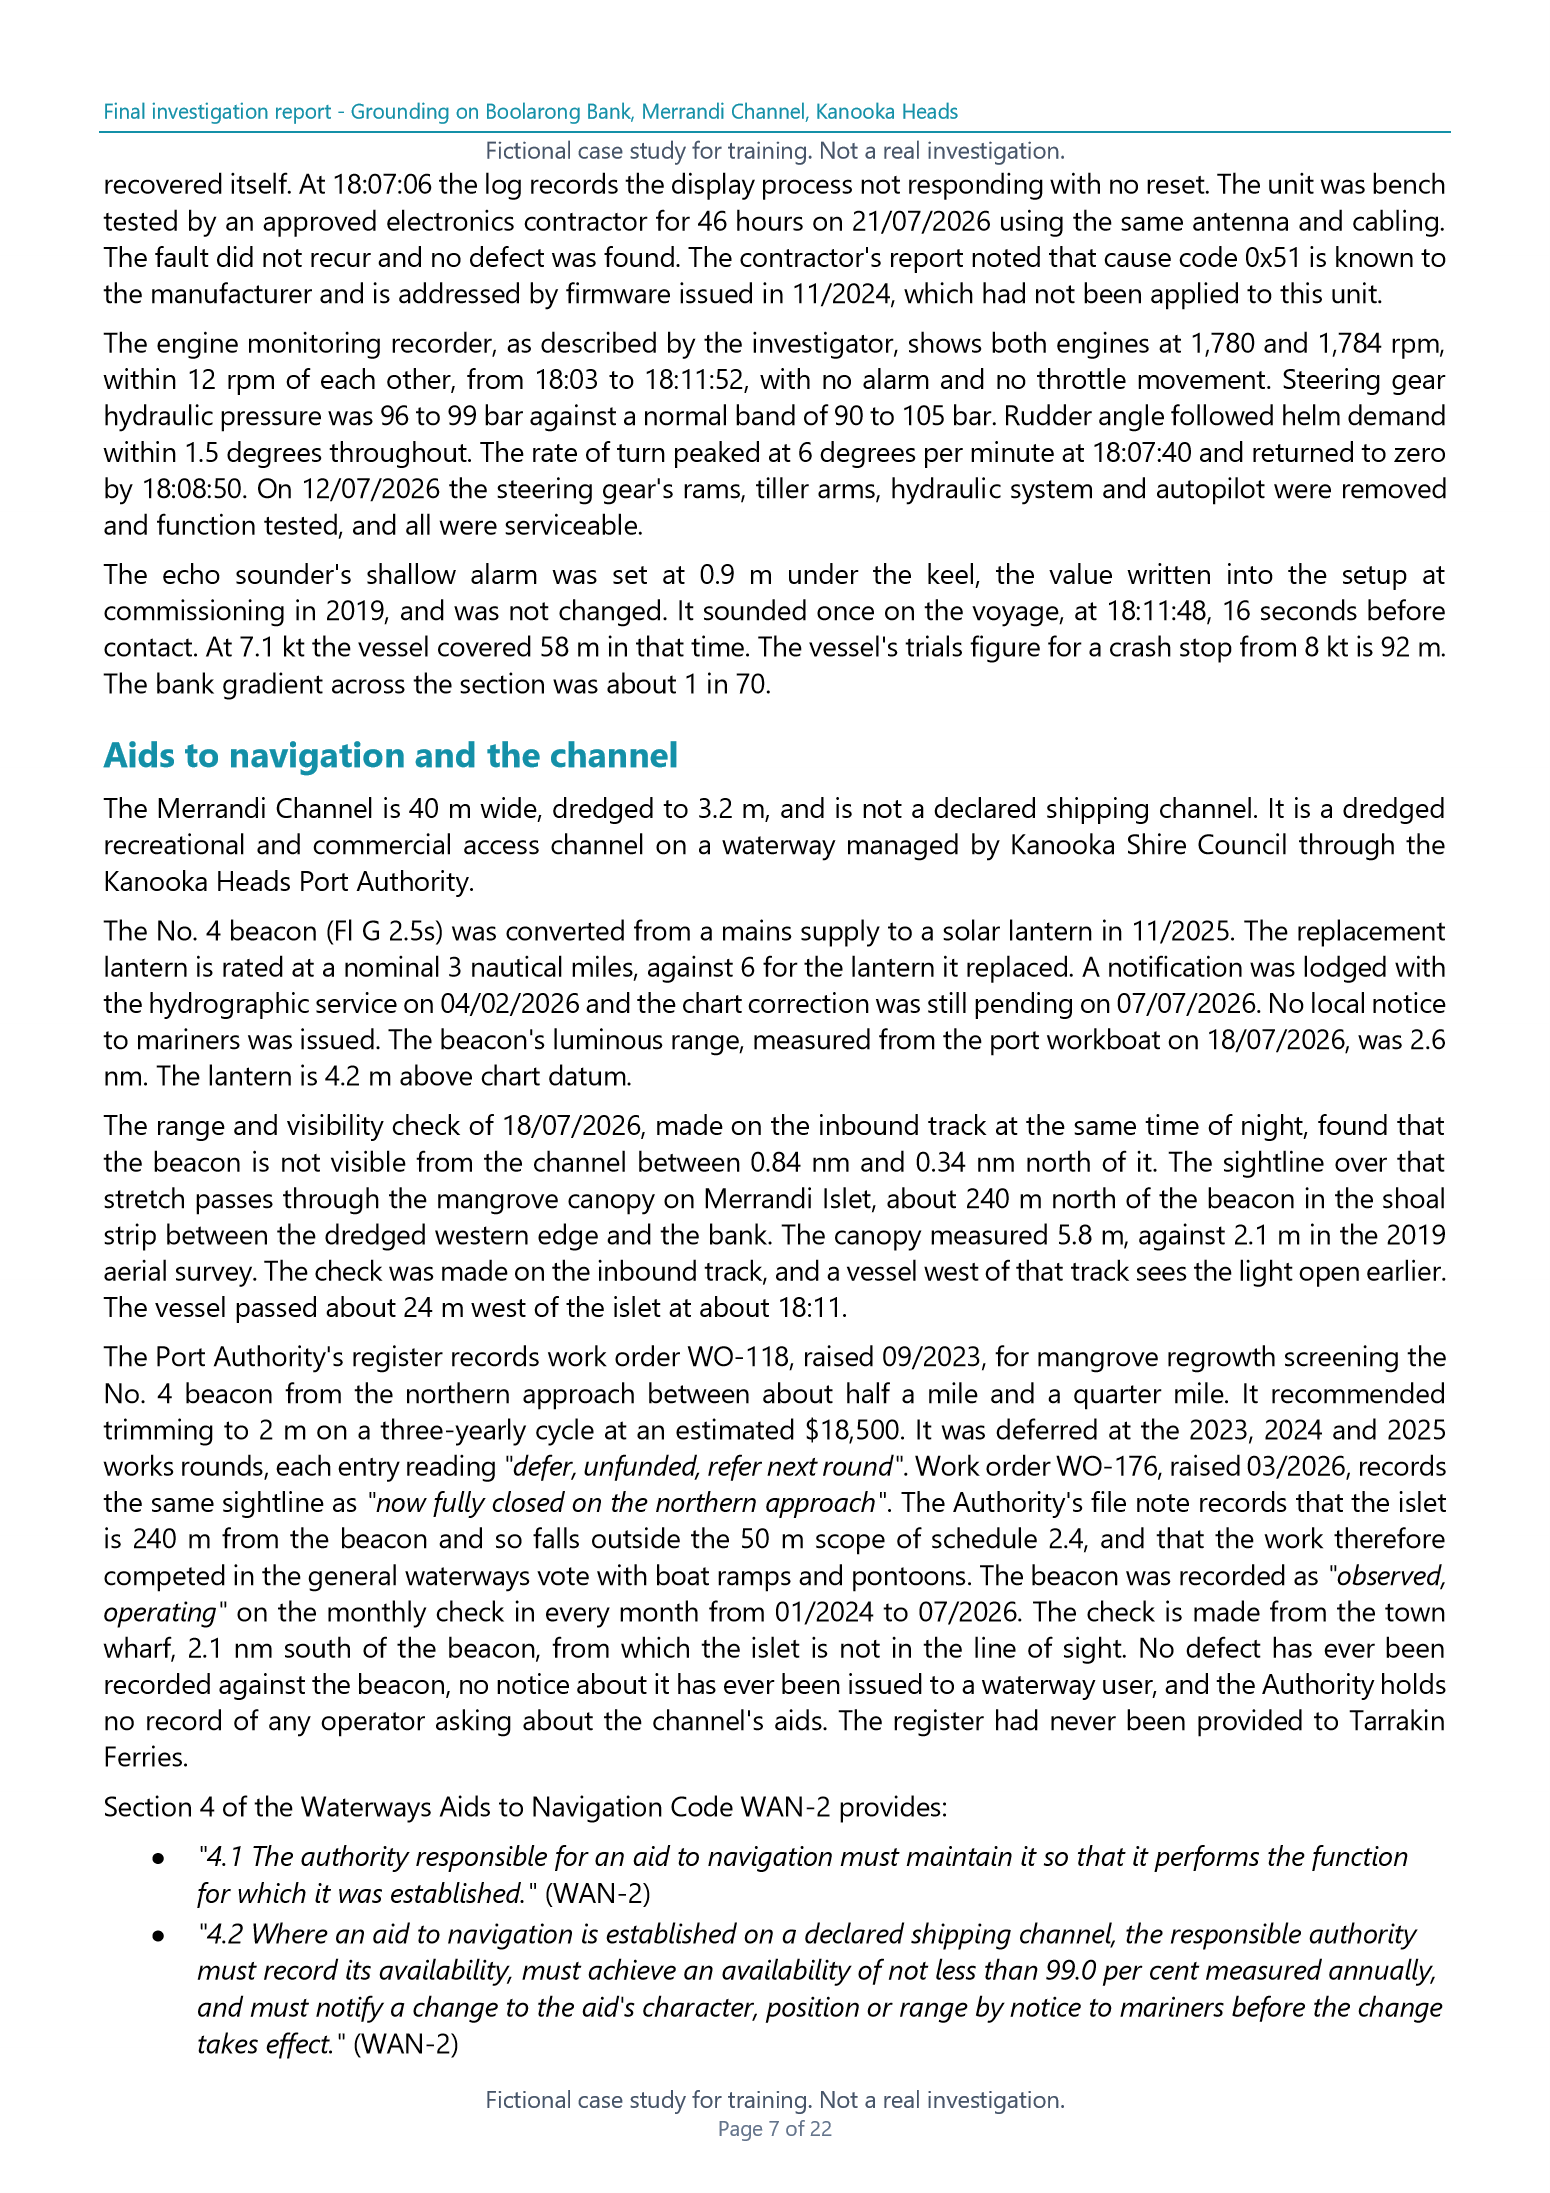 Final investigation report - Grounding on Boolarong Bank, Merrandi Channel, Kanooka Heads
Fictional case study for training. Not a real investigation.
recovered itself. At 18:07:06 the log records the display process not responding with no reset. The unit was bench
tested by an approved electronics contractor for 46 hours on 21/07/2026 using the same antenna and cabling.
The fault did not recur and no defect was found. The contractor's report noted that cause code 0x51 is known to
the manufacturer and is addressed by firmware issued in 11/2024, which had not been applied to this unit.
The engine monitoring recorder, as described by the investigator, shows both engines at 1,780 and 1,784 rpm,
within 12 rpm of each other, from 18:03 to 18:11:52, with no alarm and no throttle movement. Steering gear
hydraulic pressure was 96 to 99 bar against a normal band of 90 to 105 bar. Rudder angle followed helm demand
within 1.5 degrees throughout. The rate of turn peaked at 6 degrees per minute at 18:07:40 and returned to zero
by 18:08:50. On 12/07/2026 the steering gear's rams, tiller arms, hydraulic system and autopilot were removed
and function tested, and all were serviceable.
The echo sounder's shallow alarm was set at 0.9 m under the keel, the value written into the setup at
commissioning in 2019, and was not changed. It sounded once on the voyage, at 18:11:48, 16 seconds before
contact. At 7.1 kt the vessel covered 58 m in that time. The vessel's trials figure for a crash stop from 8 kt is 92 m.
The bank gradient across the section was about 1 in 70.
Aids to navigation and the channel
The Merrandi Channel is 40 m wide, dredged to 3.2 m, and is not a declared shipping channel. It is a dredged
recreational and commercial access channel on a waterway managed by Kanooka Shire Council through the
Kanooka Heads Port Authority.
The No. 4 beacon (Fl G 2.5s) was converted from a mains supply to a solar lantern in 11/2025. The replacement
lantern is rated at a nominal 3 nautical miles, against 6 for the lantern it replaced. A notification was lodged with
the hydrographic service on 04/02/2026 and the chart correction was still pending on 07/07/2026. No local notice
to mariners was issued. The beacon's luminous range, measured from the port workboat on 18/07/2026, was 2.6
nm. The lantern is 4.2 m above chart datum.
The range and visibility check of 18/07/2026, made on the inbound track at the same time of night, found that
the beacon is not visible from the channel between 0.84 nm and 0.34 nm north of it. The sightline over that
stretch passes through the mangrove canopy on Merrandi Islet, about 240 m north of the beacon in the shoal
strip between the dredged western edge and the bank. The canopy measured 5.8 m, against 2.1 m in the 2019
aerial survey. The check was made on the inbound track, and a vessel west of that track sees the light open earlier.
The vessel passed about 24 m west of the islet at about 18:11.
The Port Authority's register records work order WO-118, raised 09/2023, for mangrove regrowth screening the
No. 4 beacon from the northern approach between about half a mile and a quarter mile. It recommended
trimming to 2 m on a three-yearly cycle at an estimated $18,500. It was deferred at the 2023, 2024 and 2025
works rounds, each entry reading "defer, unfunded, refer next round". Work order WO-176, raised 03/2026, records
the same sightline as "now fully closed on the northern approach". The Authority's file note records that the islet
is 240 m from the beacon and so falls outside the 50 m scope of schedule 2.4, and that the work therefore
competed in the general waterways vote with boat ramps and pontoons. The beacon was recorded as "observed,
operating" on the monthly check in every month from 01/2024 to 07/2026. The check is made from the town
wharf, 2.1 nm south of the beacon, from which the islet is not in the line of sight. No defect has ever been
recorded against the beacon, no notice about it has ever been issued to a waterway user, and the Authority holds
no record of any operator asking about the channel's aids. The register had never been provided to Tarrakin
Ferries.
Section 4 of the Waterways Aids to Navigation Code WAN-2 provides:
● "4.1 The authority responsible for an aid to navigation must maintain it so that it performs the function
for which it was established." (WAN-2)
● "4.2 Where an aid to navigation is established on a declared shipping channel, the responsible authority
must record its availability, must achieve an availability of not less than 99.0 per cent measured annually,
and must notify a change to the aid's character, position or range by notice to mariners before the change
takes effect." (WAN-2)
Fictional case study for training. Not a real investigation.
Page 7 of 22